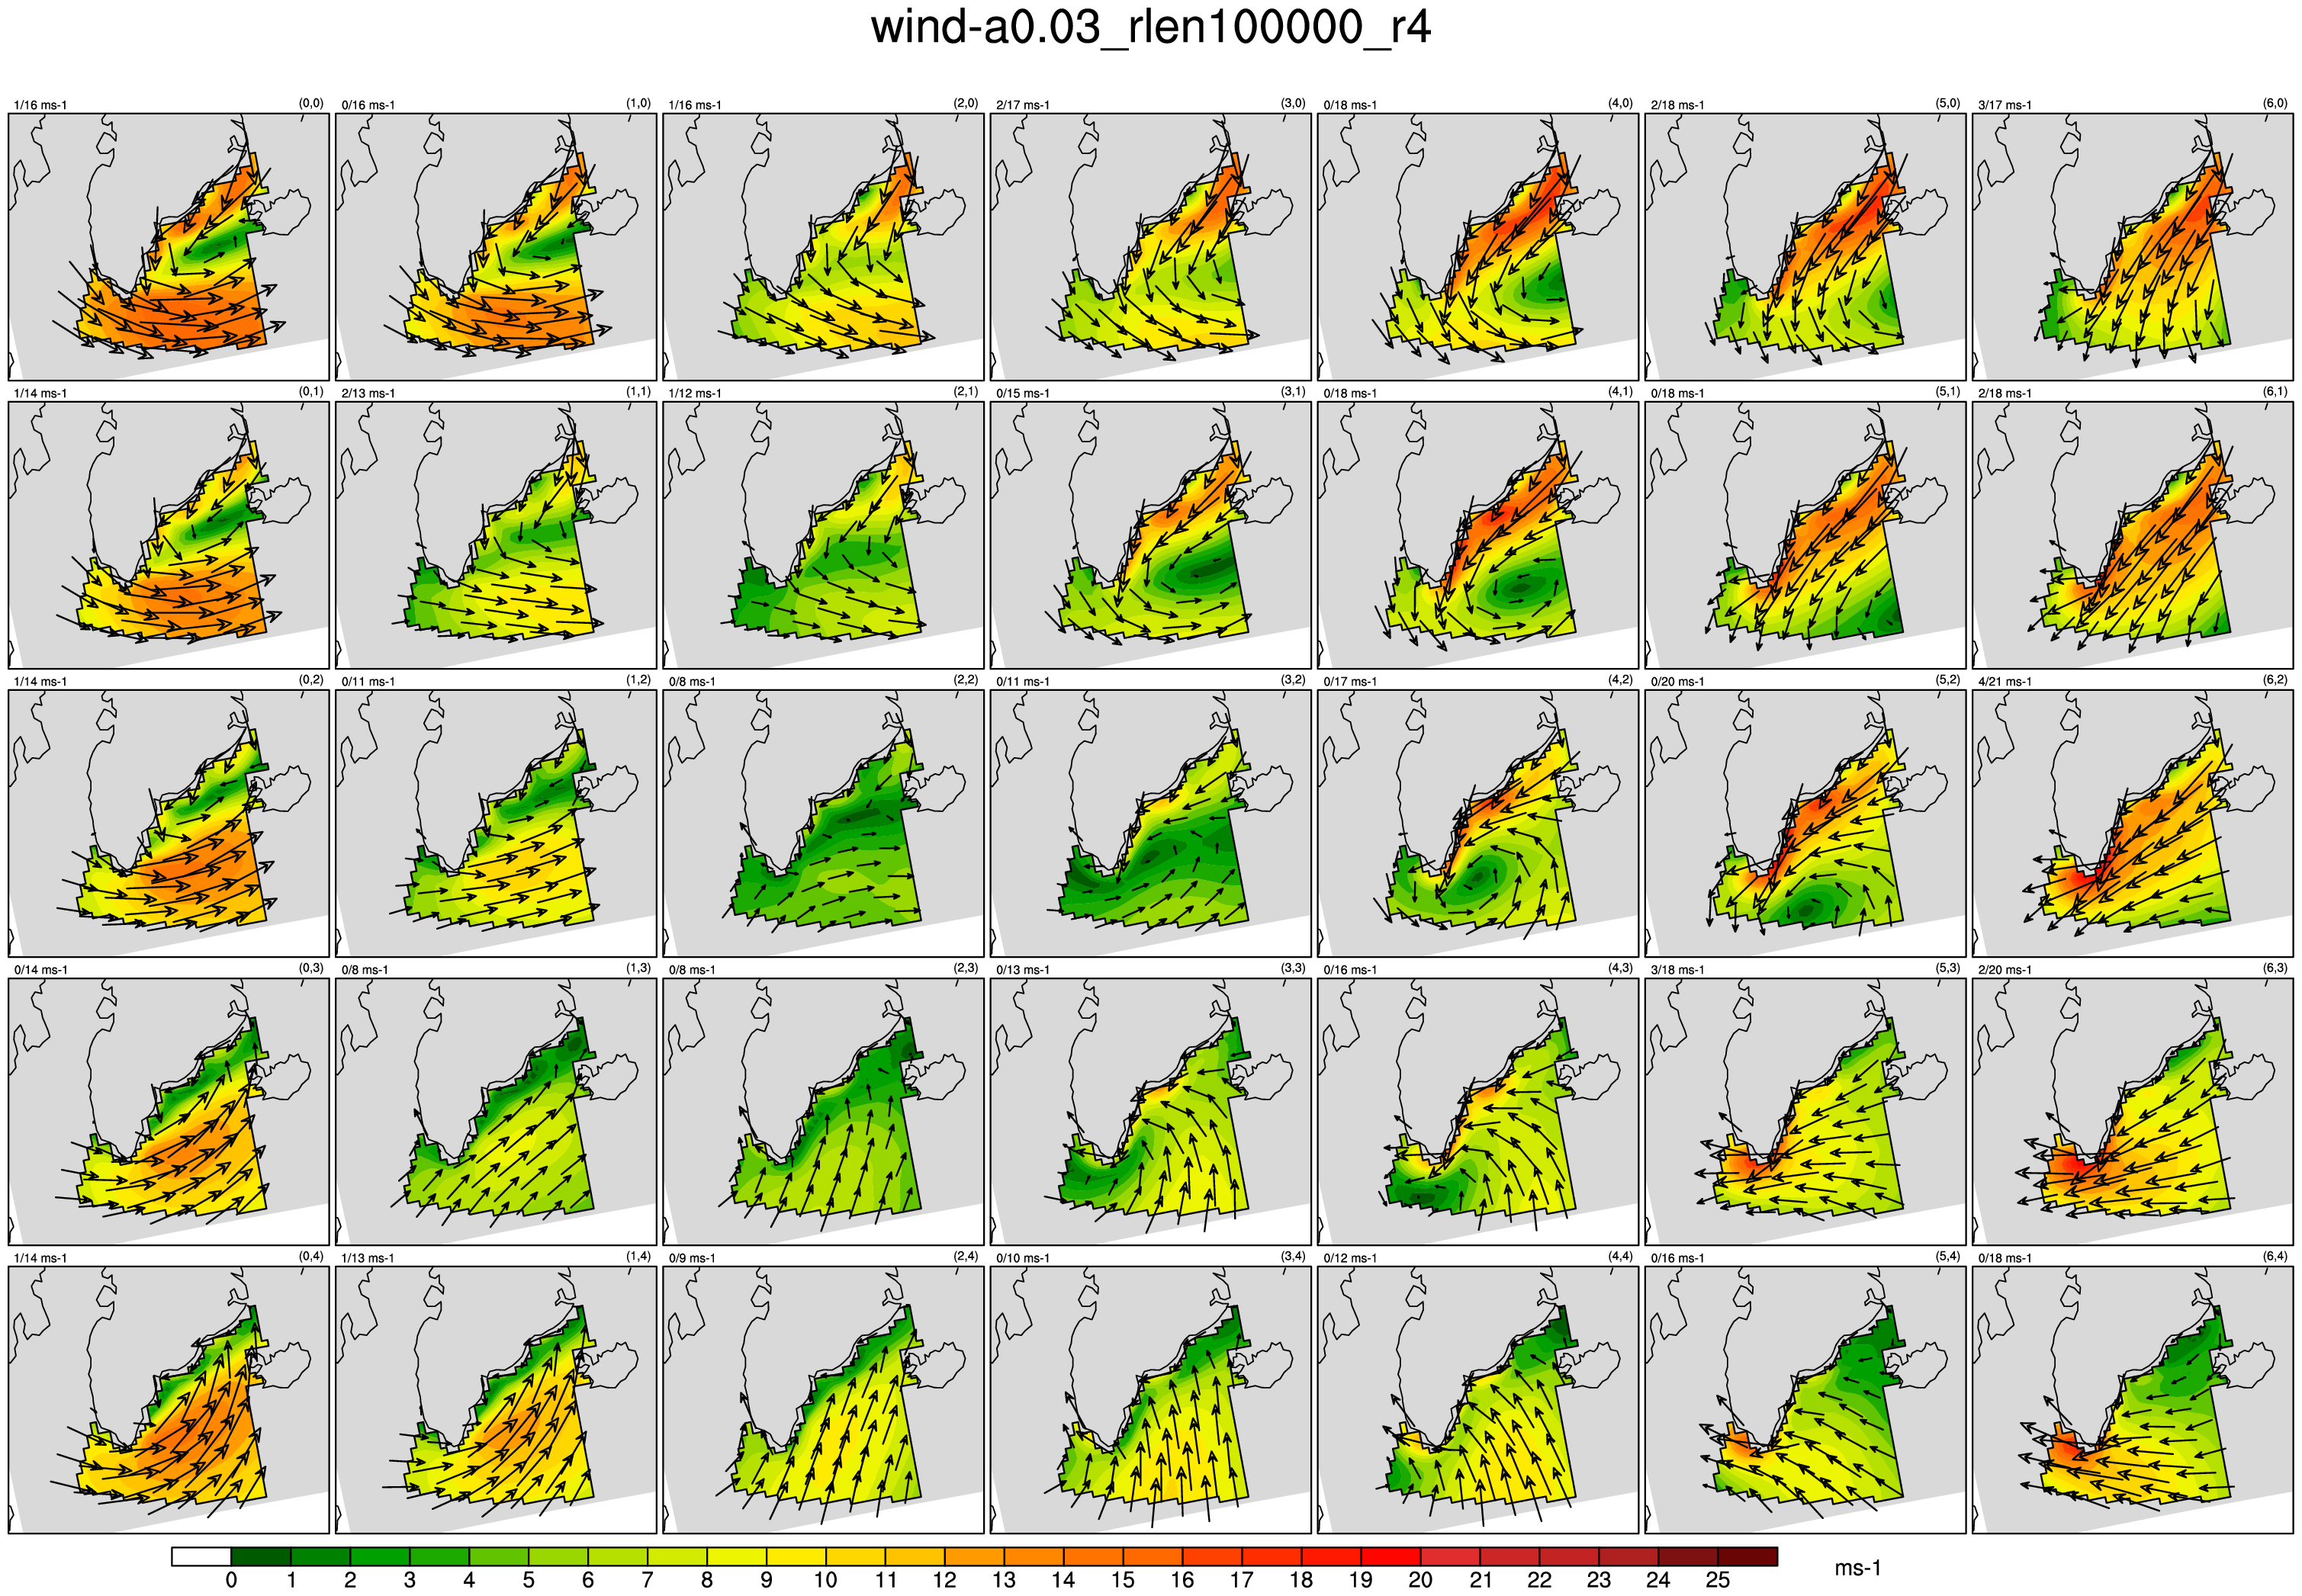 wind-a0.03_rlen100000_r4
1/16 ms-1 (0,0) 0/16 ms-1 (1,0) 1/16 ms-1 (2,0) 2/17 ms-1 (3,0) 0/18 ms-1 (4,0) 2/18 ms-1 (5,0) 3/17 ms-1 (6,0)
1/14 ms-1 (0,1) 2/13 ms-1 (1,1) 1/12 ms-1 (2,1) 0/15 ms-1 (3,1) 0/18 ms-1 (4,1) 0/18 ms-1 (5,1) 2/18 ms-1 (6,1)
1/14 ms-1 (0,2) 0/11 ms-1 (1,2) 0/8 ms-1 (2,2) 0/11 ms-1 (3,2) 0/17 ms-1 (4,2) 0/20 ms-1 (5,2) 4/21 ms-1 (6,2)
0/14 ms-1 (0,3) 0/8 ms-1 (1,3) 0/8 ms-1 (2,3) 0/13 ms-1 (3,3) 0/16 ms-1 (4,3) 3/18 ms-1 (5,3) 2/20 ms-1 (6,3)
1/14 ms-1 (0,4) 1/13 ms-1 (1,4) 0/9 ms-1 (2,4) 0/10 ms-1 (3,4) 0/12 ms-1 (4,4) 0/16 ms-1 (5,4) 0/18 ms-1 (6,4)
0 1 2 3 4 5 6 7 8 9 10 11 12 13 14 15 16 17 18 19 20 21 22 23 24 25 ms-1